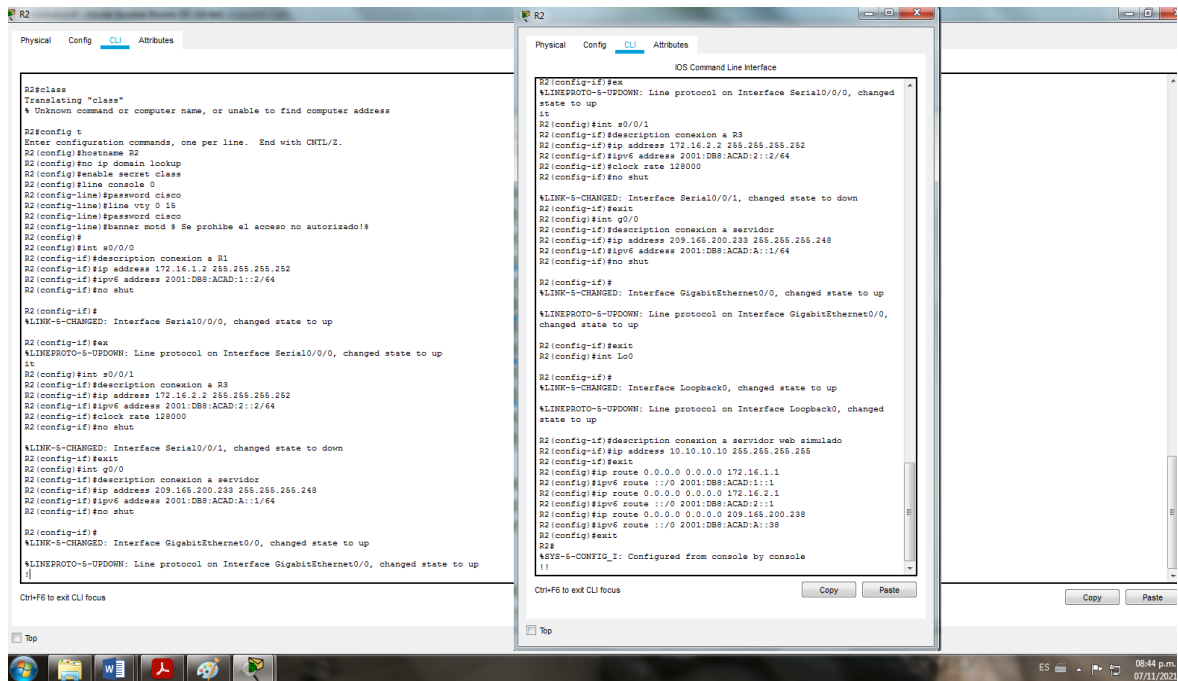 R2
Physical Config CLI Attributes
R2#class
Translating "class"
% Unknown command or computer name, or unable to find computer address
R2#config t
Enter configuration commands, one per line. End with CNTL/Z.
R2(config)#hostname R2
R2(config)#no ip domain lookup
R2(config)#enable secret class
R2(config)#line console 0
R2(config-line)#password cisco
R2(config-line)#line vty 0 15
R2(config-line)#password cisco
R2(config-line)#banner motd $ Se prohibe el acceso no autorizado!$
R2(config)#
R2(config)#int s0/0/0
R2(config-if)#description conexion a R1
R2(config-if)#ip address 172.16.1.2 255.255.255.252
R2(config-if)#ipv6 address 2001:DB8:ACAD:1::2/64
R2(config-if)#no shut
R2(config-if)#
%LINK-5-CHANGED: Interface Serial0/0/0, changed state to up
R2(config-if)#ex
%LINEPROTO-5-UPDOWN: Line protocol on Interface Serial0/0/0, changed state to up
it
R2(config)#int s0/0/1
R2(config-if)#description conexion a R3
R2(config-if)#ip address 172.16.2.2 255.255.255.252
R2(config-if)#ipv6 address 2001:DB8:ACAD:2::2/64
R2(config-if)#clock rate 128000
R2(config-if)#no shut
%LINK-5-CHANGED: Interface Serial0/0/1, changed state to down
R2(config-if)#exit
R2(config)#int g0/0
R2(config-if)#description conexion a servidor
R2(config-if)#ip address 209.165.200.233 255.255.255.248
R2(config-if)#ipv6 address 2001:DB8:ACAD:A::1/64
R2(config-if)#no shut
R2(config-if)#
%LINK-5-CHANGED: Interface GigabitEthernet0/0, changed state to up
%LINEPROTO-5-UPDOWN: Line protocol on Interface GigabitEthernet0/0, changed state to up
!
Ctrl+F6 to exit CLI focus
Top
R2
Physical Config CLI Attributes
IOS Command Line Interface
R2(config-if)#ex
%LINEPROTO-5-UPDOWN: Line protocol on Interface Serial0/0/0, changed
state to up
it
R2(config)#int s0/0/1
R2(config-if)#description conexion a R3
R2(config-if)#ip address 172.16.2.2 255.255.255.252
R2(config-if)#ipv6 address 2001:DB8:ACAD:2::2/64
R2(config-if)#clock rate 128000
R2(config-if)#no shut
%LINK-5-CHANGED: Interface Serial0/0/1, changed state to down
R2(config-if)#exit
R2(config)#int g0/0
R2(config-if)#description conexion a servidor
R2(config-if)#ip address 209.165.200.233 255.255.255.248
R2(config-if)#ipv6 address 2001:DB8:ACAD:A::1/64
R2(config-if)#no shut
R2(config-if)#
%LINK-5-CHANGED: Interface GigabitEthernet0/0, changed state to up
%LINEPROTO-5-UPDOWN: Line protocol on Interface GigabitEthernet0/0,
changed state to up
R2(config-if)#exit
R2(config)#int Lo0
R2(config-if)#
%LINK-5-CHANGED: Interface Loopback0, changed state to up
%LINEPROTO-5-UPDOWN: Line protocol on Interface Loopback0, changed
state to up
R2(config-if)#description conexion a servidor web simulado
R2(config-if)#ip address 10.10.10.10 255.255.255.255
R2(config-if)#exit
R2(config)#ip route 0.0.0.0 0.0.0.0 172.16.1.1
R2(config)#ipv6 route ::/0 2001:DB8:ACAD:1::1
R2(config)#ip route 0.0.0.0 0.0.0.0 172.16.2.1
R2(config)#ipv6 route ::/0 2001:DB8:ACAD:2::1
R2(config)#ip route 0.0.0.0 0.0.0.0 209.165.200.238
R2(config)#ipv6 route ::/0 2001:DB8:ACAD:A::38
R2(config)#exit
R2#
%SYS-5-CONFIG_I: Configured from console by console
!!
Ctrl+F6 to exit CLI focus
Copy Paste
Top
Copy Paste
ES
08:44 p.m.
07/11/2021